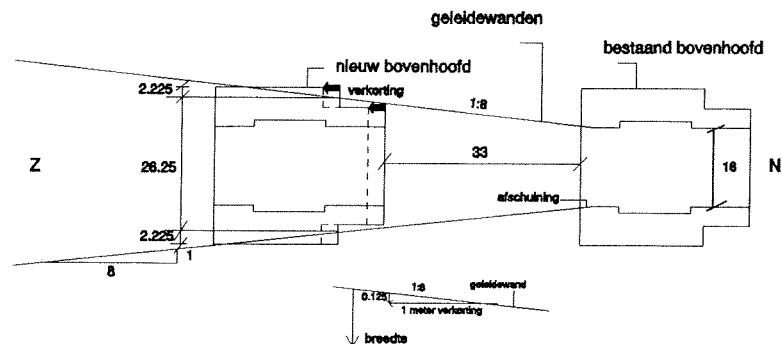 geleidewanden
bestaand bovenhoofd
nieuw bovenhoofd
2.225
verkorting
1:8
Z
26.25
33
16
N
afschuining
2.225
1
8
1:8
geleidewand
0.125
1 meter verkorting
breedte